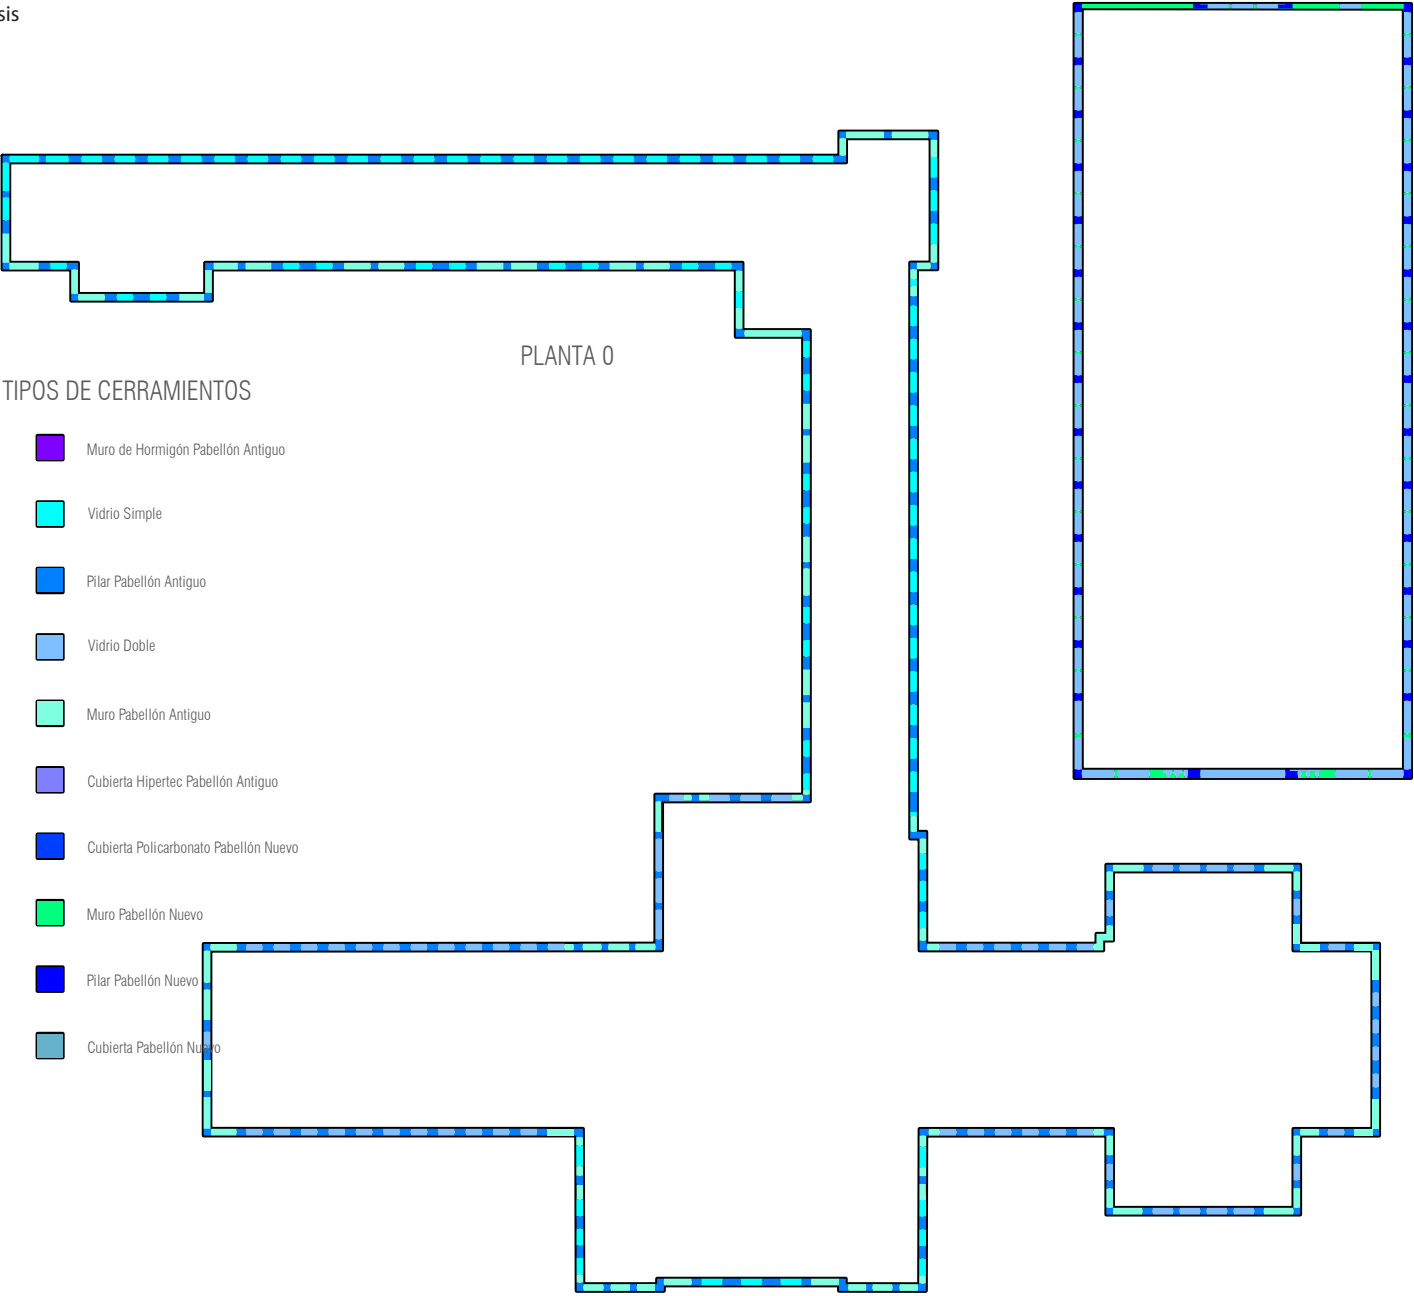 sis
PLANTA 0
TIPOS DE CERRAMIENTOS
Muro de Hormigón Pabellón Antiguo
Vidrio Simple
Pilar Pabellón Antiguo
Vidrio Doble
Muro Pabellón Antiguo
Cubierta Hipertec Pabellón Antiguo
Cubierta Policarbonato Pabellón Nuevo
Muro Pabellón Nuevo
Pilar Pabellón Nuevo
Cubierta Pabellón Nuevo